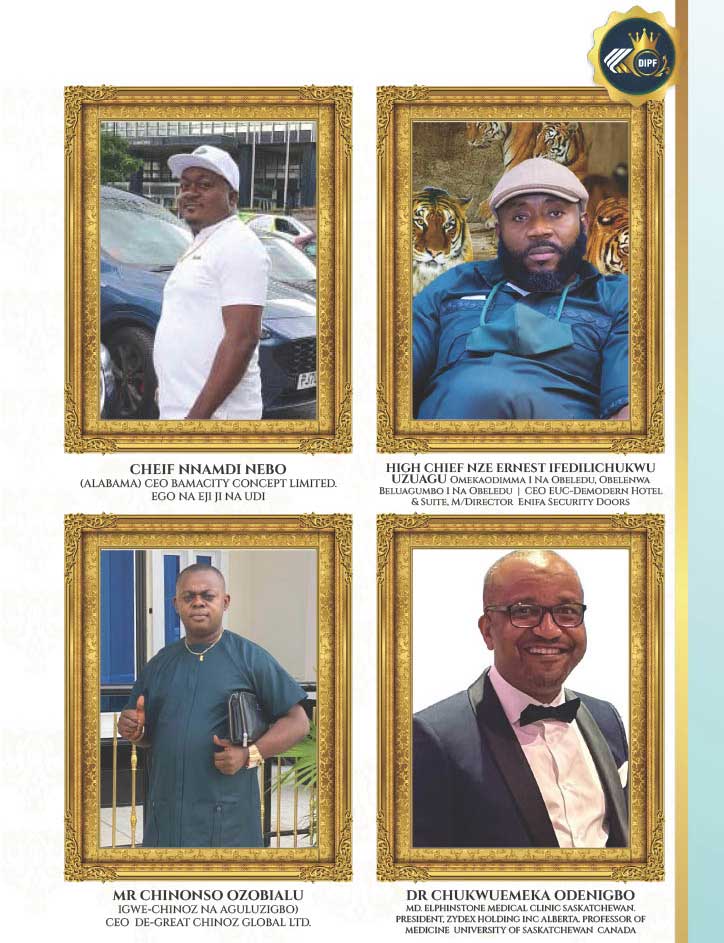 DIPF
CHEIF NNAMDI NEBO
(ALABAMA) CEO BAMACITY CONCEPT LIMITED.
EGO NA EJI JI NA UDI
HIGH CHIEF NZE ERNEST IFEDILICHUKWU
UZUAGU OMEKAODIMMA I NA OBELEDU, OBELENWA
BELUAGUMBO I NA OBELEDU | CEO EUC-DEMODERN HOTEL
& SUITE, M/DIRECTOR ENIFA SECURITY DOORS
MR CHINONSO OZOBIALU
IGWE-CHINOZ NA AGULUZIGBO)
CEO DE-GREAT CHINOZ GLOBAL LTD.
DR CHUKWUEMEKA ODENIGBO
MD. ELPHINSTONE MEDICAL CLINIC SASKATCHEWAN.
PRESIDENT, ZYDEX HOLDING INC ALBERTA. PROFESSOR OF
MEDICINE UNIVERSITY OF SASKATCHEWAN CANADA